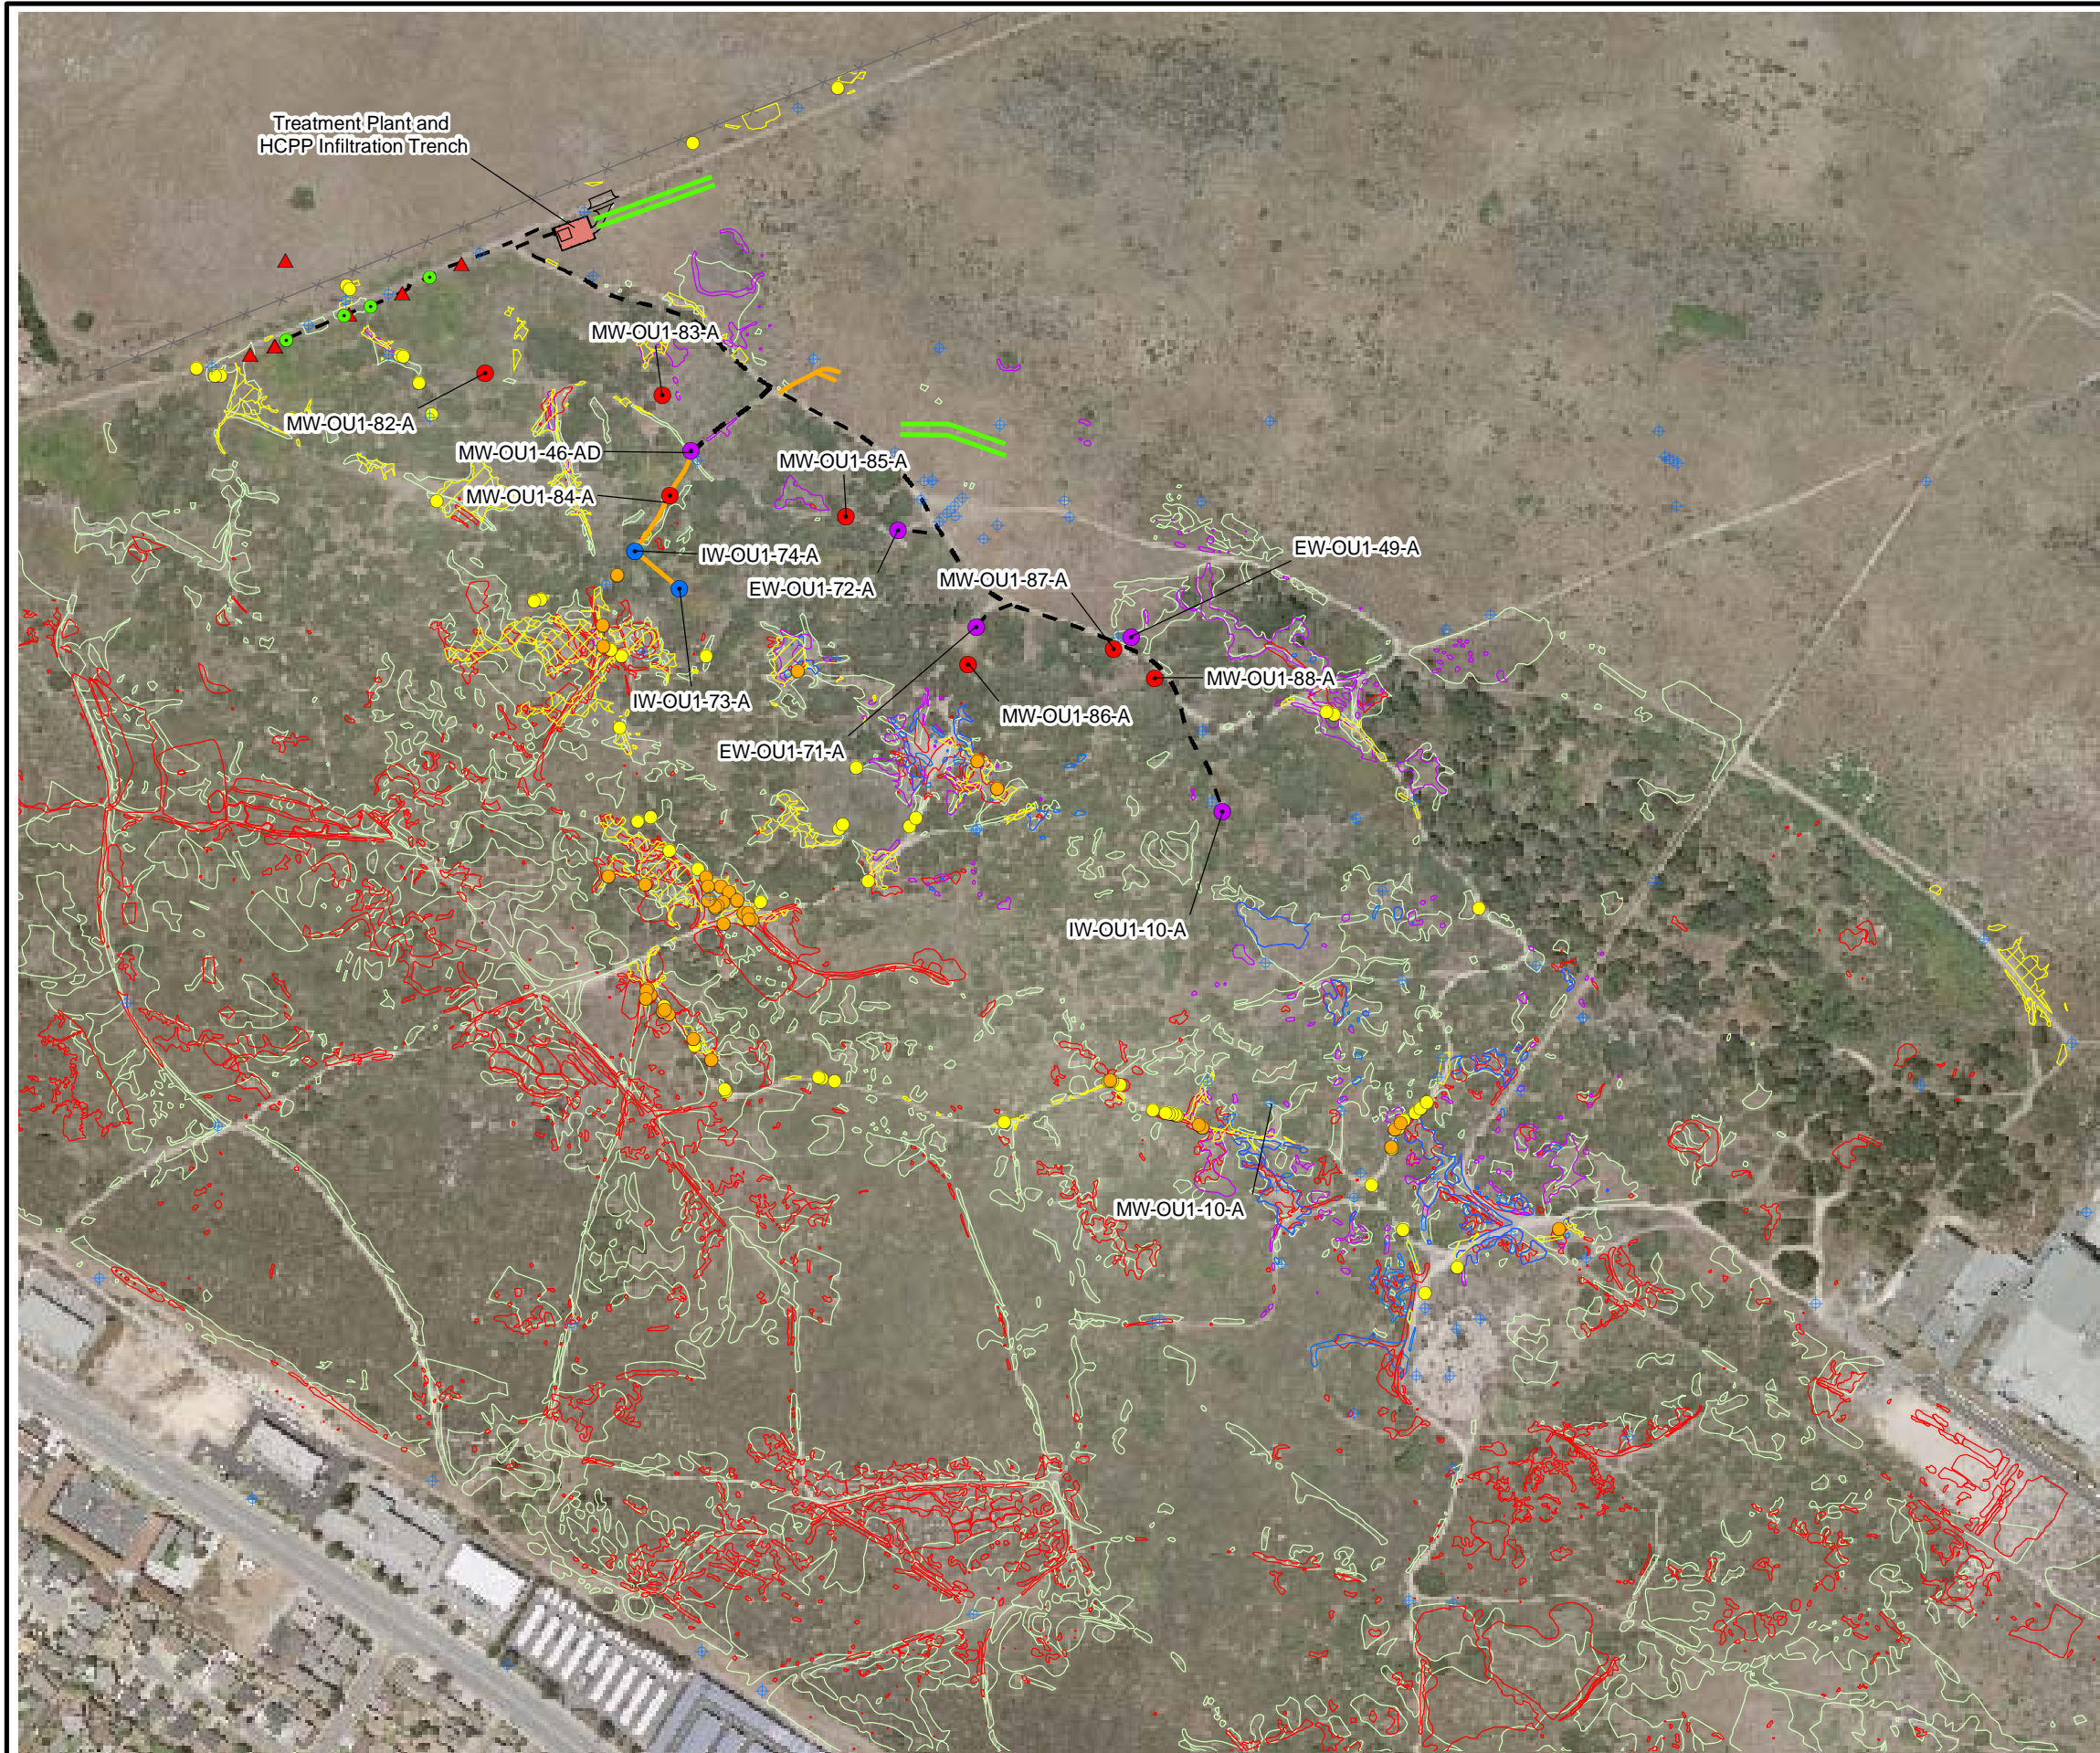 Treatment Plant and
HCPP Infiltration Trench
MW-OU1-83-A
MW-OU1-82-A
MW-OU1-46-AD
MW-OU1-85-A
MW-OU1-84-A
IW-OU1-74-A
EW-OU1-49-A
EW-OU1-72-A
MW-OU1-87-A
MW-OU1-88-A
IW-OU1-73-A
MW-OU1-86-A
EW-OU1-71-A
IW-OU1-10-A
MW-OU1-10-A